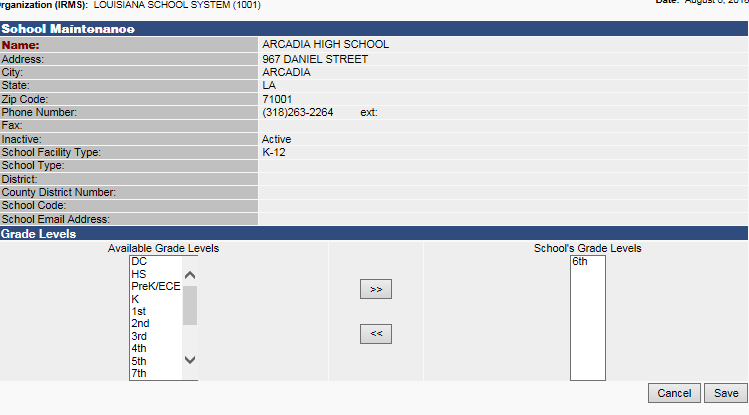 rganization (IRMS): LOUISIANA SCHOOL SYSTEM (1001) Date: August 6, 2018
School Maintenance
Name: ARCADIA HIGH SCHOOL
Address: 967 DANIEL STREET
City: ARCADIA
State: LA
Zip Code: 71001
Phone Number: (318)263-2264 ext:
Fax:
Inactive: Active
School Facility Type: K-12
School Type:
District:
County District Number:
School Code:
School Email Address:
Grade Levels
Available Grade Levels School's Grade Levels
DC 6th
HS
PreK/ECE
K >>
1st
2nd
3rd <<
4th
5th
7th
Cancel Save